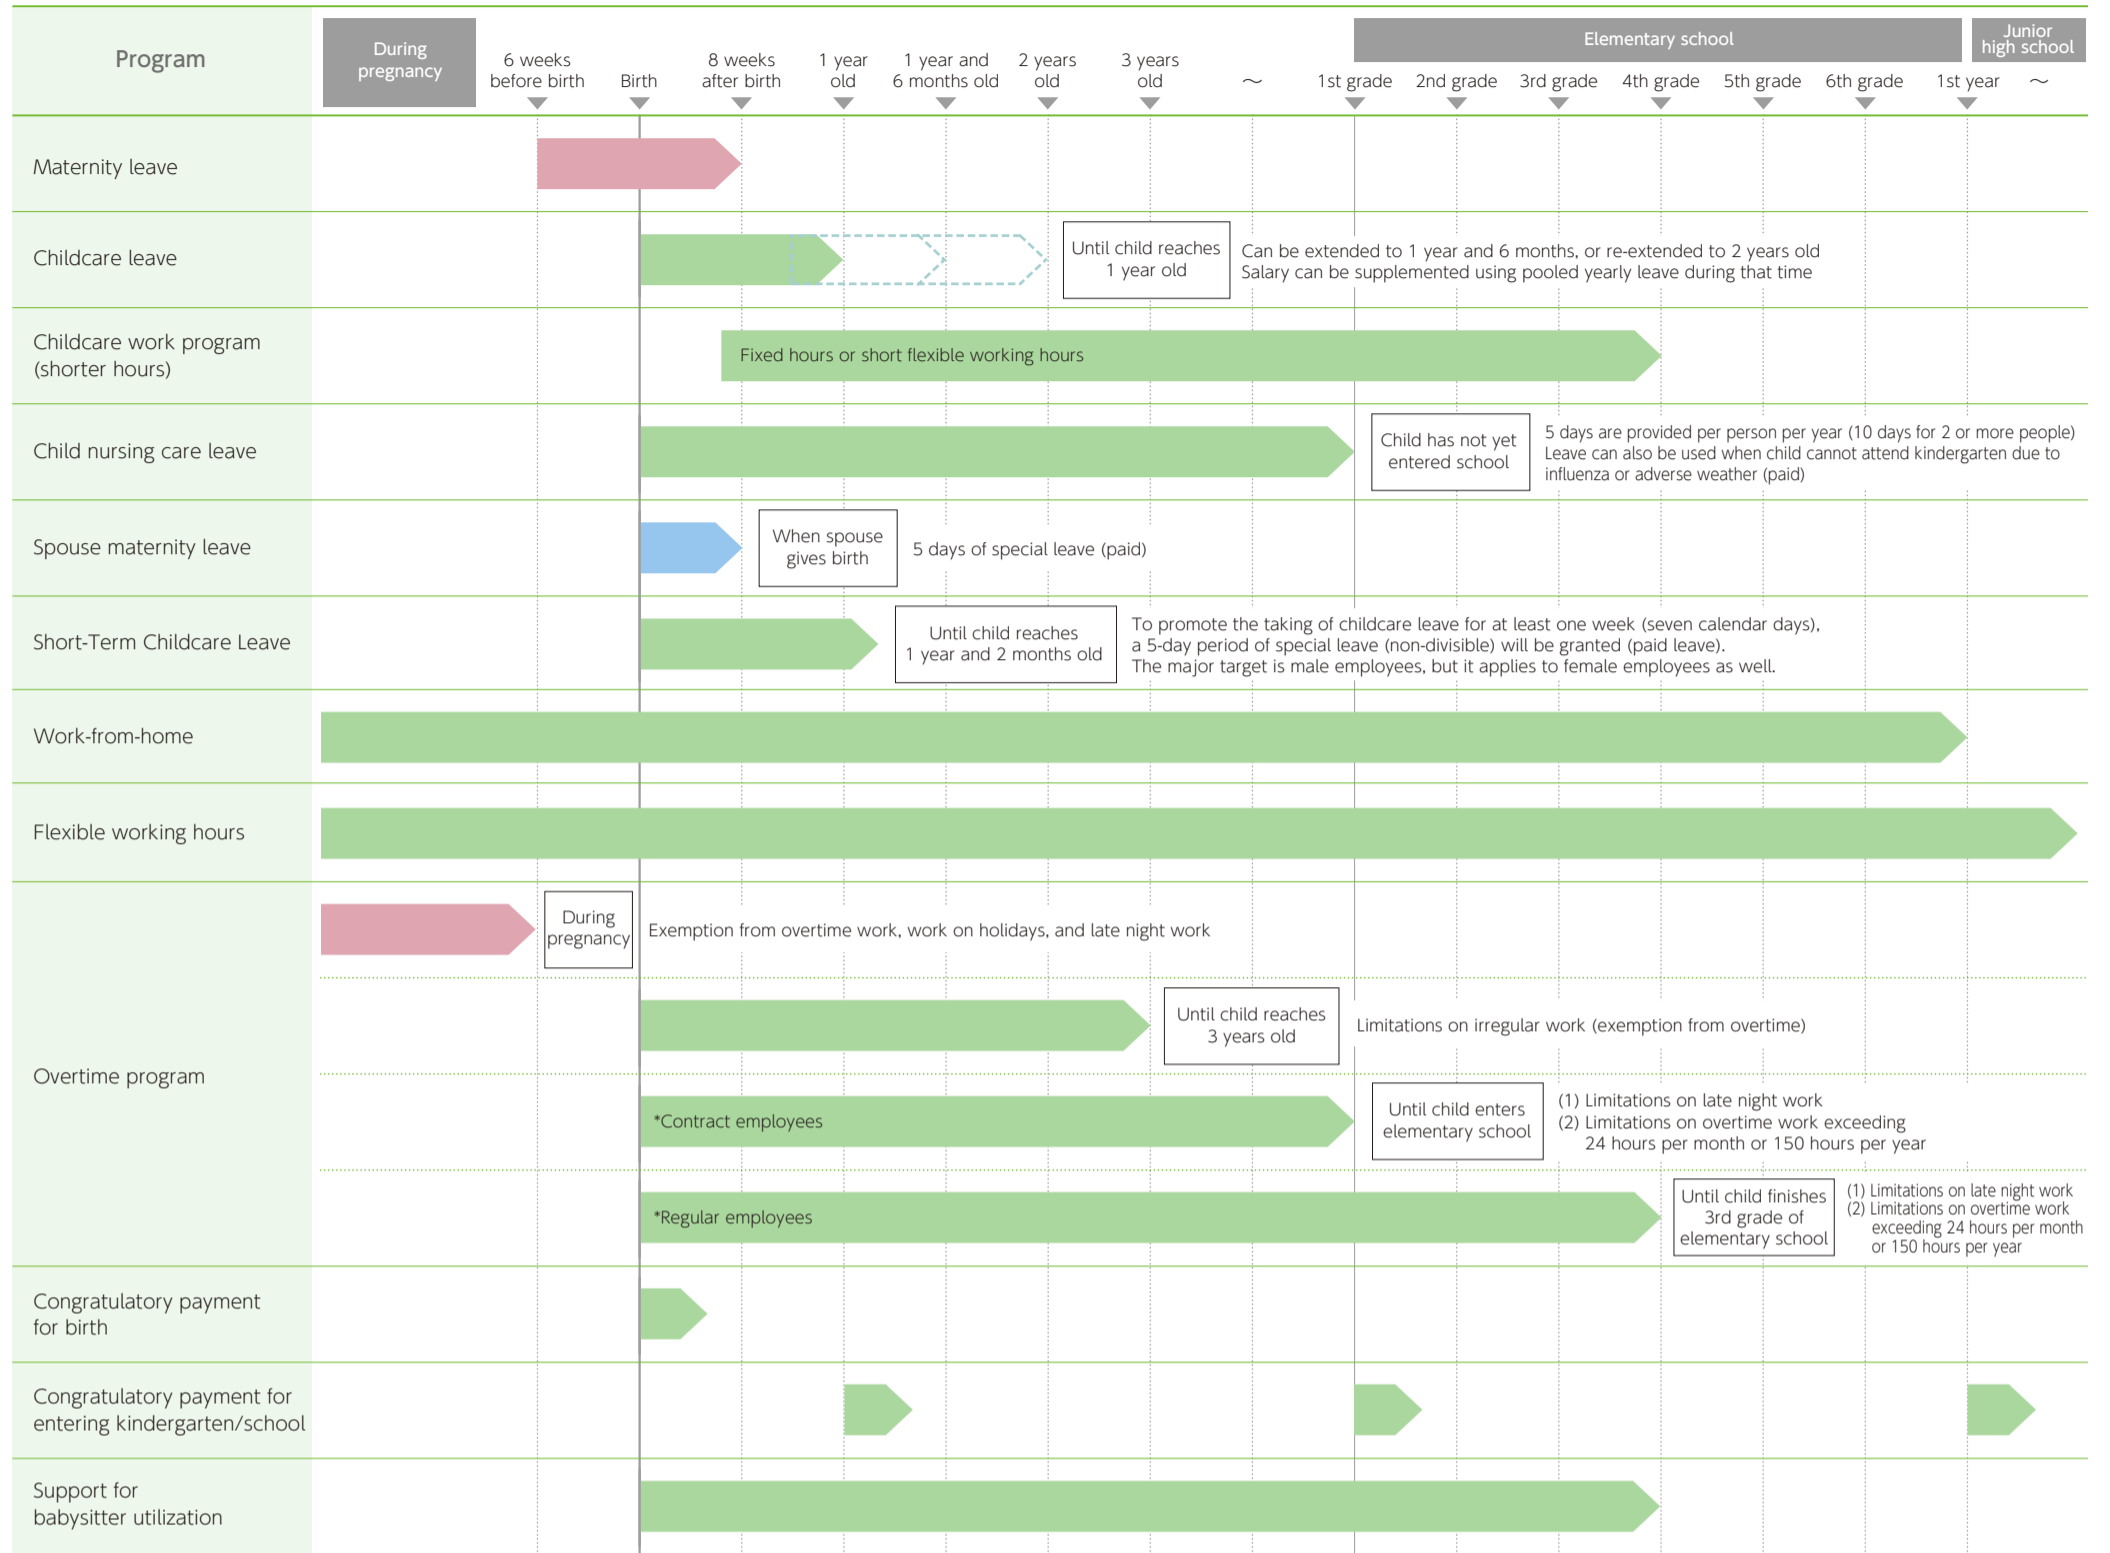 Program
During
pregnancy
6 weeks
before birth
Birth
8 weeks
after birth
1 year
old
1 year and
6 months old
2 years
old
3 years
old
～
Elementary school
1st grade
2nd grade
3rd grade
4th grade
5th grade
6th grade
Junior
high school
1st year
～
Maternity leave
Childcare leave
Until child reaches
1 year old
Can be extended to 1 year and 6 months, or re-extended to 2 years old
Salary can be supplemented using pooled yearly leave during that time
Childcare work program
(shorter hours)
Fixed hours or short flexible working hours
Child nursing care leave
Child has not yet
entered school
5 days are provided per person per year (10 days for 2 or more people)
Leave can also be used when child cannot attend kindergarten due to
influenza or adverse weather (paid)
Spouse maternity leave
When spouse
gives birth
5 days of special leave (paid)
Short-Term Childcare Leave
Until child reaches
1 year and 2 months old
To promote the taking of childcare leave for at least one week (seven calendar days),
a 5-day period of special leave (non-divisible) will be granted (paid leave).
The major target is male employees, but it applies to female employees as well.
Work-from-home
Flexible working hours
Overtime program
During
pregnancy
Exemption from overtime work, work on holidays, and late night work
Until child reaches
3 years old
Limitations on irregular work (exemption from overtime)
*Contract employees
Until child enters
elementary school
(1) Limitations on late night work
(2) Limitations on overtime work exceeding
24 hours per month or 150 hours per year
*Regular employees
Until child finishes
3rd grade of
elementary school
(1) Limitations on late night work
(2) Limitations on overtime work
exceeding 24 hours per month
or 150 hours per year
Congratulatory payment
for birth
Congratulatory payment for
entering kindergarten/school
Support for
babysitter utilization